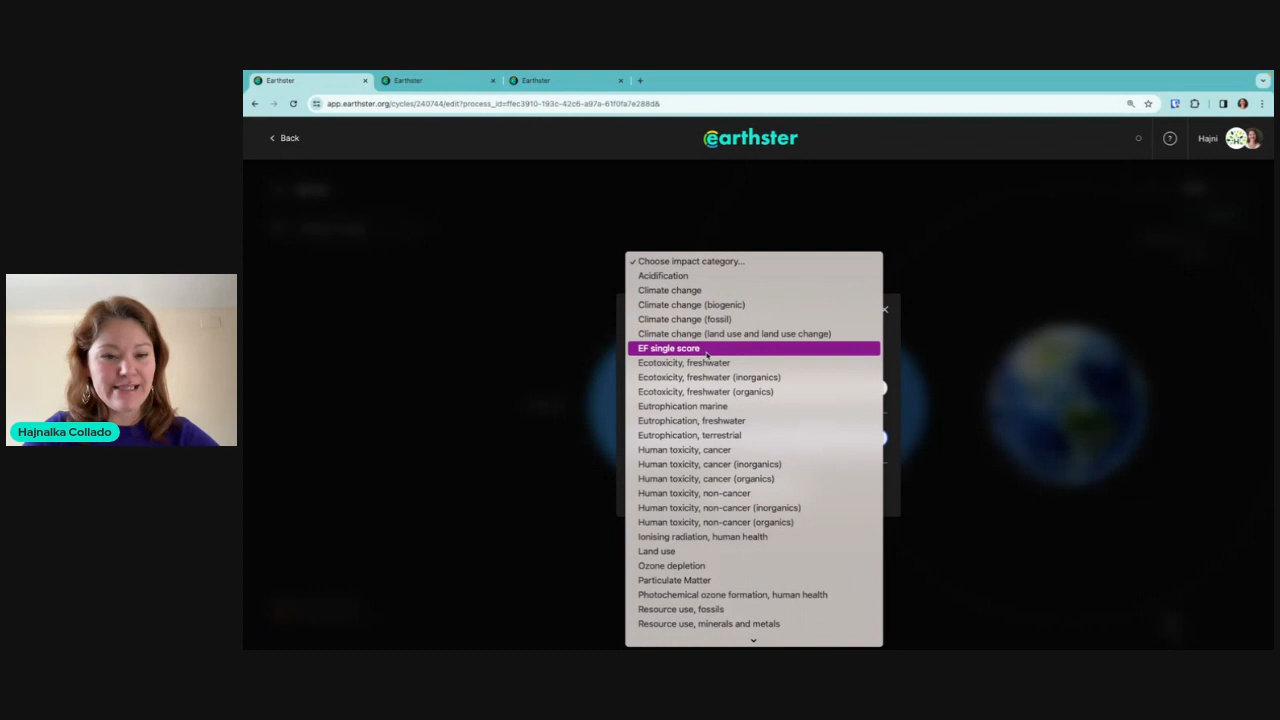 Earthster
Earthster
Earthster
app.earthster.org/cycles/240744/edit?process_id=ffec3910-193c-42c6-a97a-61f0fa7e288d&
Back
earthster
Hajni
Choose impact category...
Acidification
Climate change
Climate change (biogenic)
Climate change (fossil)
Climate change (land use and land use change)
EF single score
Ecotoxicity, freshwater
Ecotoxicity, freshwater (inorganics)
Ecotoxicity, freshwater (organics)
Eutrophication marine
Eutrophication, freshwater
Eutrophication, terrestrial
Human toxicity, cancer
Human toxicity, cancer (inorganics)
Human toxicity, cancer (organics)
Human toxicity, non-cancer
Human toxicity, non-cancer (inorganics)
Human toxicity, non-cancer (organics)
Ionising radiation, human health
Land use
Ozone depletion
Particulate Matter
Photochemical ozone formation, human health
Resource use, fossils
Resource use, minerals and metals
Hajnalka Collado